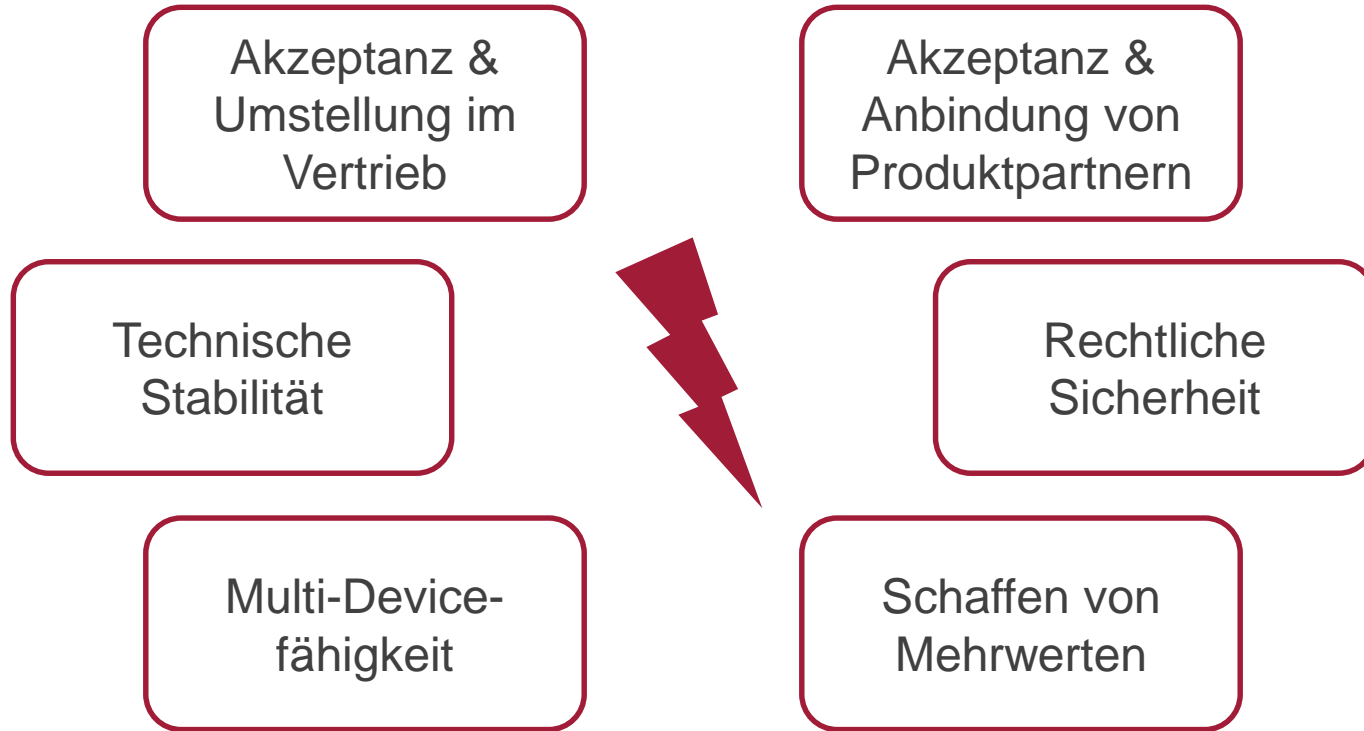 Akzeptanz &
Umstellung im
Vertrieb
Akzeptanz &
Anbindung von
Produktpartnern
Technische
Stabilität
Rechtliche
Sicherheit
Multi-Device-
fähigkeit
Schaffen von
Mehrwerten